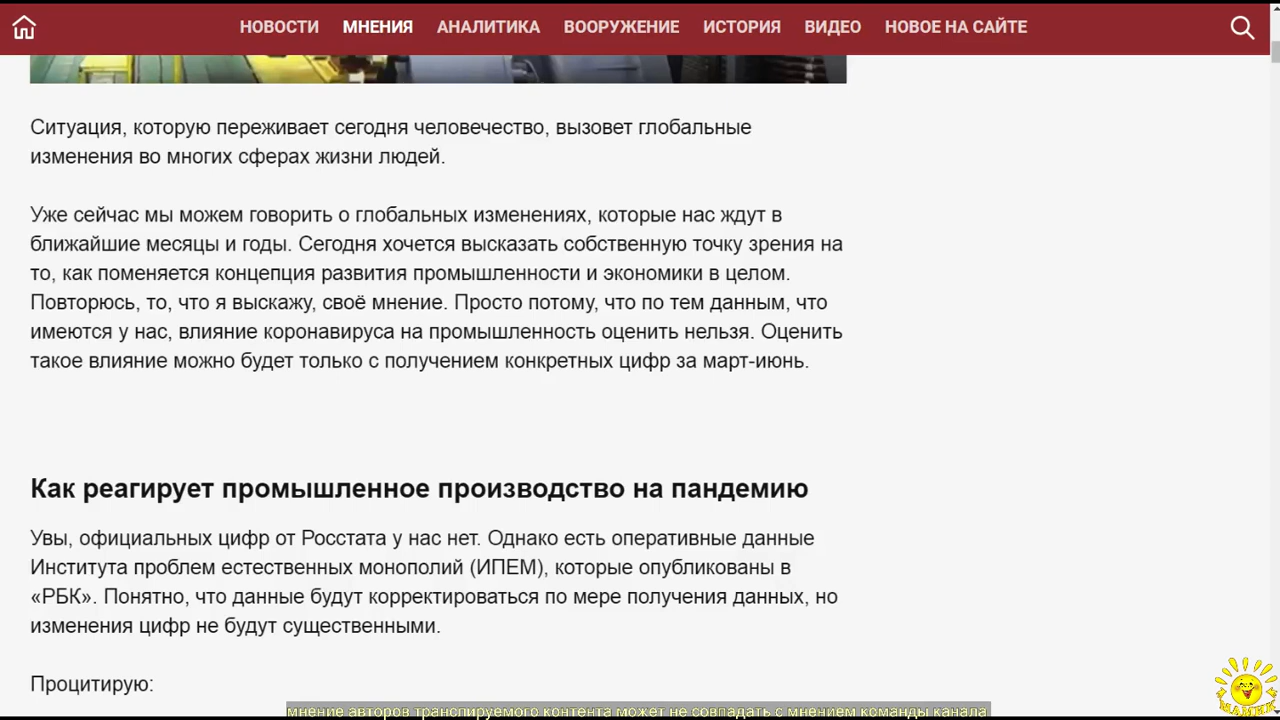 НОВОСТИ МНЕНИЯ АНАЛИТИКА ВООРУЖЕНИЕ ИСТОРИЯ ВИДЕО НОВОЕ НА САЙТЕ
Ситуация, которую переживает сегодня человечество, вызовет глобальные
изменения во многих сферах жизни людей.
Уже сейчас мы можем говорить о глобальных изменениях, которые нас ждут в
ближайшие месяцы и годы. Сегодня хочется высказать собственную точку зрения на
то, как поменяется концепция развития промышленности и экономики в целом.
Повторюсь, то, что я выскажу, своё мнение. Просто потому, что по тем данным, что
имеются у нас, влияние коронавируса на промышленность оценить нельзя. Оценить
такое влияние можно будет только с получением конкретных цифр за март-июнь.
Как реагирует промышленное производство на пандемию
Увы, официальных цифр от Росстата у нас нет. Однако есть оперативные данные
Института проблем естественных монополий (ИПЕМ), которые опубликованы в
«РБК». Понятно, что данные будут корректироваться по мере получения данных, но
изменения цифр не будут существенными.
Процитирую:
мнение авторов транслируемого контента может не совпадать с мнением команды канала